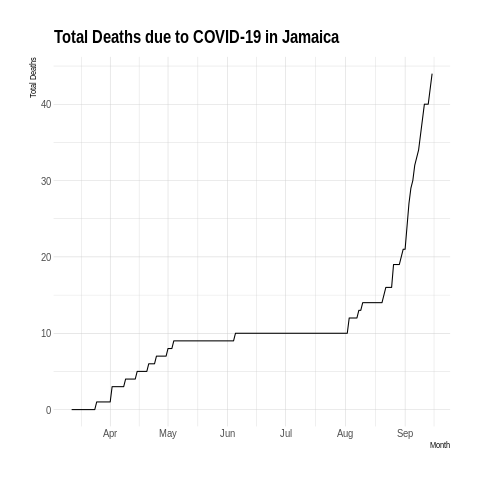 Total Deaths due to COVID-19 in Jamaica
Total Deaths
40
30
20
10
0
Apr May Jun Jul Aug Sep
Month